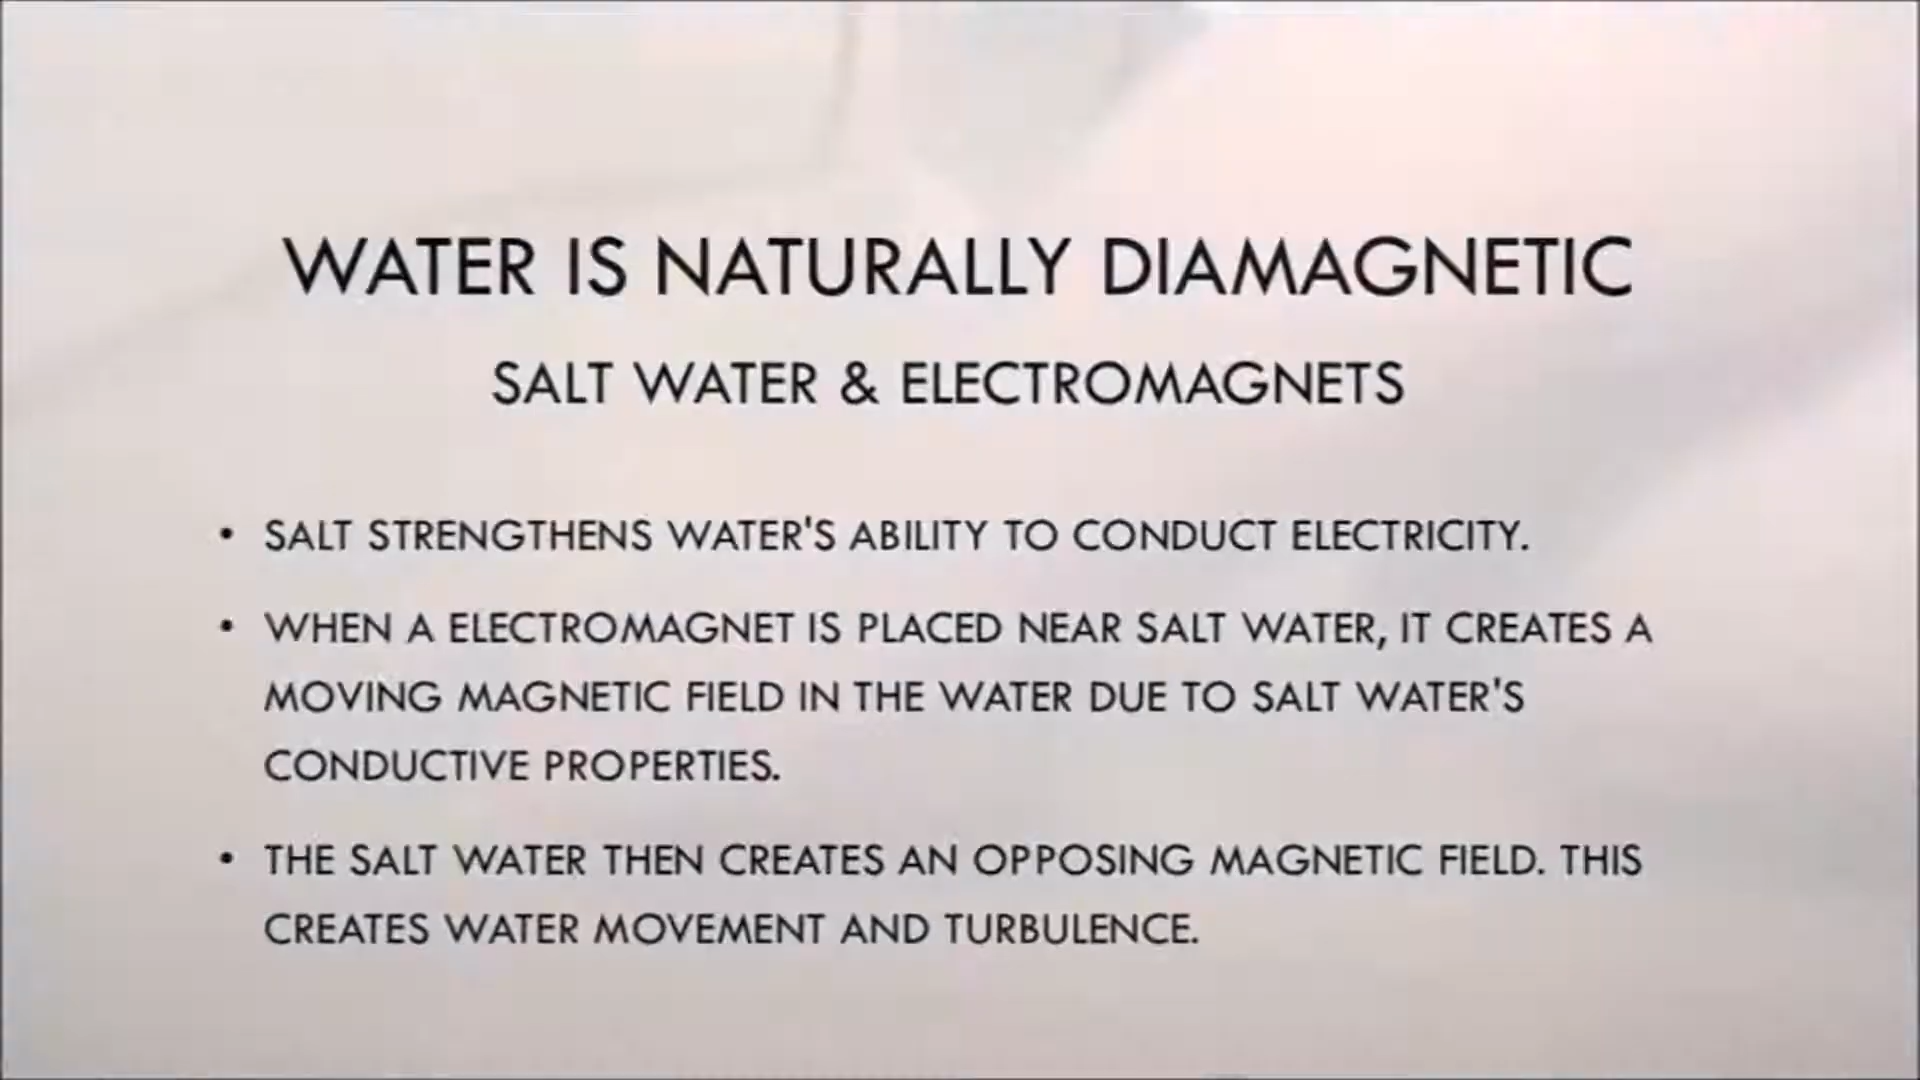 WATER IS NATURALLY DIAMAGNETIC
SALT WATER & ELECTROMAGNETS
• SALT STRENGTHENS WATER'S ABILITY TO CONDUCT ELECTRICITY.
• WHEN A ELECTROMAGNET IS PLACED NEAR SALT WATER, IT CREATES A
MOVING MAGNETIC FIELD IN THE WATER DUE TO SALT WATER'S
CONDUCTIVE PROPERTIES.
• THE SALT WATER THEN CREATES AN OPPOSING MAGNETIC FIELD. THIS
CREATES WATER MOVEMENT AND TURBULENCE.